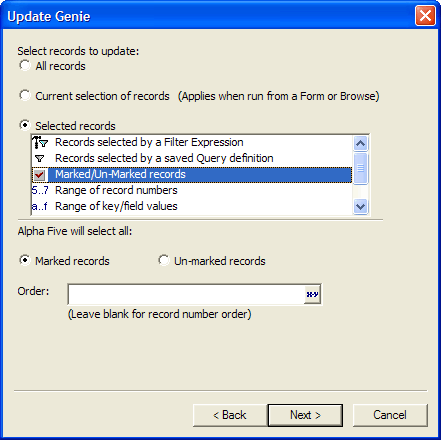 Update Genie
Select records to update:
All records
Current selection of records (Applies when run from a Form or Browse)
Selected records
Records selected by a Filter Expression
Records selected by a saved Query definition
Marked/Un-Marked records
5..7 Range of record numbers
a..f Range of key/field values
Alpha Five will select all:
Marked records Un-marked records
Order: x-y
(Leave blank for record number order)
< Back Next > Cancel